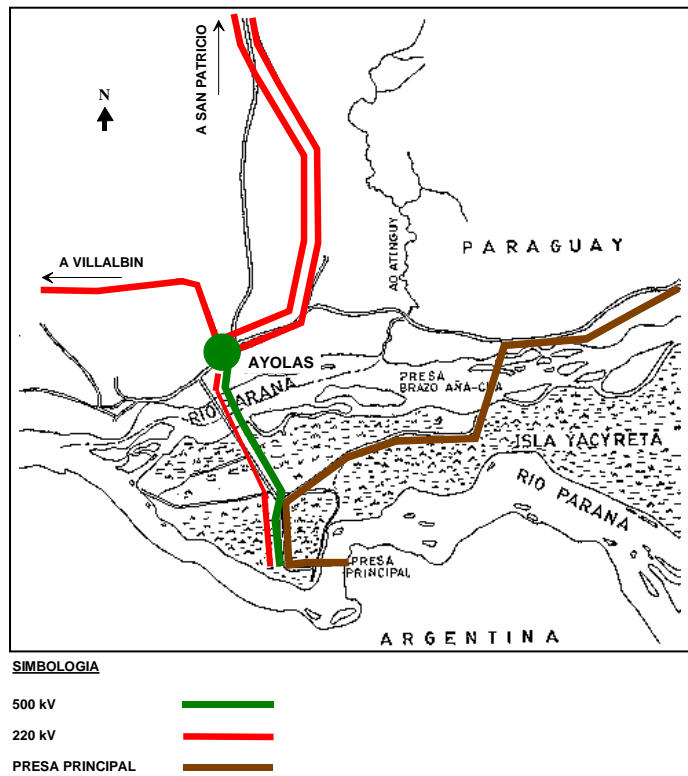 A SAN PATRICIO
N
AO ATINGUY
PARAGUAY
A VILLALBIN
AYOLAS
PRESA
BRAZO AÑA-CUA
RIO PARANA
ISLA YACYRETA
RIO PARANA
PRESA
PRINCIPAL
ARGENTINA
SIMBOLOGIA
500 kV
220 kV
PRESA PRINCIPAL